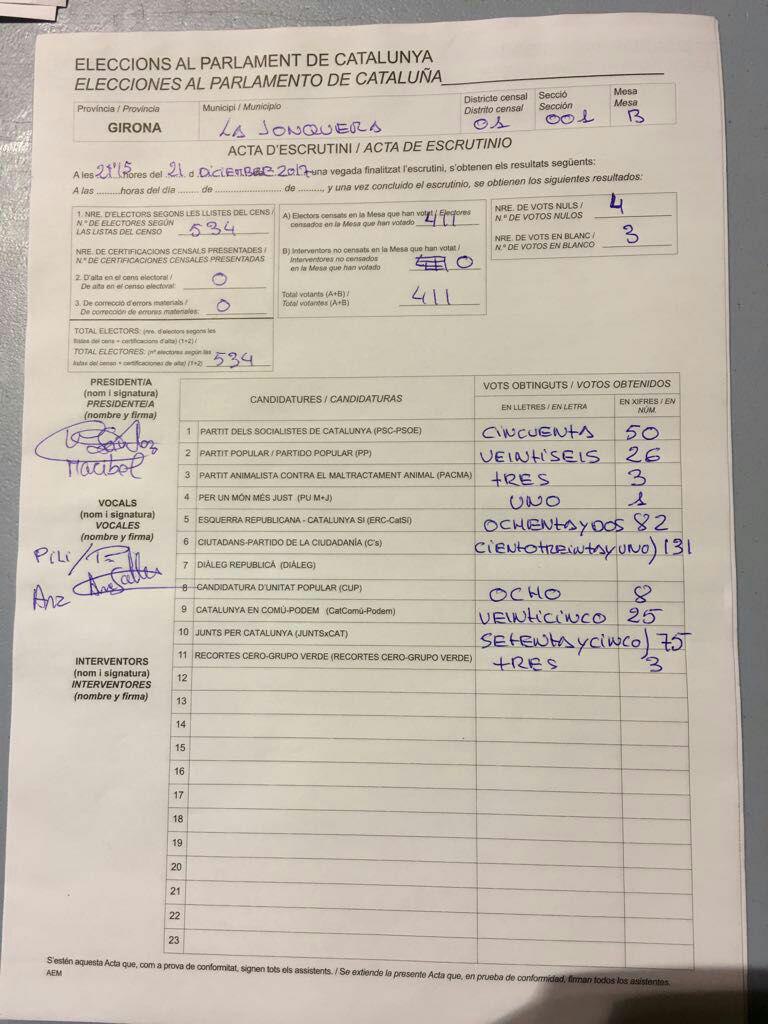 ELECCIONS AL PARLAMENT DE CATALUNYA
ELECCIONES AL PARLAMENTO DE CATALUÑA
Província / Provincia
GIRONA
Municipi / Municipio
LA JONQUERA
Districte censal
Distrito censal
01
Secció
Sección
001
Mesa
Mesa
B
ACTA D'ESCRUTINI / ACTA DE ESCRUTINIO
A les 21'15 hores del 21 d DICIEMBRE 2017 una vegada finalitzat l'escrutini, s'obtenen els resultats següents:
A las .........horas del día ....... de ............................. de ........, y una vez concluido el escrutinio, se obtienen los siguientes resultados:
1. NRE. D'ELECTORS SEGONS LES LLISTES DEL CENS /
N.º DE ELECTORES SEGÚN
LAS LISTAS DEL CENSO 534
NRE. DE CERTIFICACIONS CENSALS PRESENTADES /
N.º DE CERTIFICACIONES CENSALES PRESENTADAS
2. D'alta en el cens electoral /
De alta en el censo electoral: 0
3. De correcció d'errors materials /
De corrección de errores materiales: 0
TOTAL ELECTORS: (nre. d'electors segons les
llistes del cens + certificacions d'alta) (1+2) /
TOTAL ELECTORES: (nº electores según las
listas del censo + certificaciones de alta) (1+2) 534
A) Electors censats en la Mesa que han votat / Electores
censados en la Mesa que han votado 411
B) Interventors no censats en la Mesa que han votat /
Interventores no censados
en la Mesa que han votado 0
Total votants (A+B) /
Total votantes (A+B) 411
NRE. DE VOTS NULS /
N.º DE VOTOS NULOS 4
NRE. DE VOTS EN BLANC /
N.º DE VOTOS EN BLANCO 3
PRESIDENT/A
(nom i signatura)
PRESIDENTE/A
(nombre y firma)
Maribel
VOCALS
(nom i signatura)
VOCALES
(nombre y firma)
Pili
INTERVENTORS
(nom i signatura)
INTERVENTORES
(nombre y firma)
CANDIDATURES / CANDIDATURAS
VOTS OBTINGUTS / VOTOS OBTENIDOS
EN LLETRES / EN LETRA
EN XIFRES / EN NÚM.
1 PARTIT DELS SOCIALISTES DE CATALUNYA (PSC-PSOE) CINCUENTA 50
2 PARTIT POPULAR / PARTIDO POPULAR (PP) VEINTISEIS 26
3 PARTIT ANIMALISTA CONTRA EL MALTRACTAMENT ANIMAL (PACMA) TRES 3
4 PER UN MÓN MÉS JUST (PU M+J) UNO 1
5 ESQUERRA REPUBLICANA - CATALUNYA SI (ERC-CatSí) OCHENTA Y DOS 82
6 CIUTADANS-PARTIDO DE LA CIUDADANÍA (C's) CIENTO TREINTA Y UNO) 131
7 DIÀLEG REPUBLICÀ (DIÀLEG)
8 CANDIDATURA D'UNITAT POPULAR (CUP) OCHO 8
9 CATALUNYA EN COMÚ-PODEM (CatComú-Podem) VEINTICINCO 25
10 JUNTS PER CATALUNYA (JUNTSxCAT) SETENTA Y CINCO) 75
11 RECORTES CERO-GRUPO VERDE (RECORTES CERO-GRUPO VERDE) TRES 3
12
13
14
15
16
17
18
19
20
21
22
23
S'estén aquesta Acta que, com a prova de conformitat, signen tots els assistents. / Se extiende la presente Acta que, en prueba de conformidad, firman todos los asistentes.
AEM